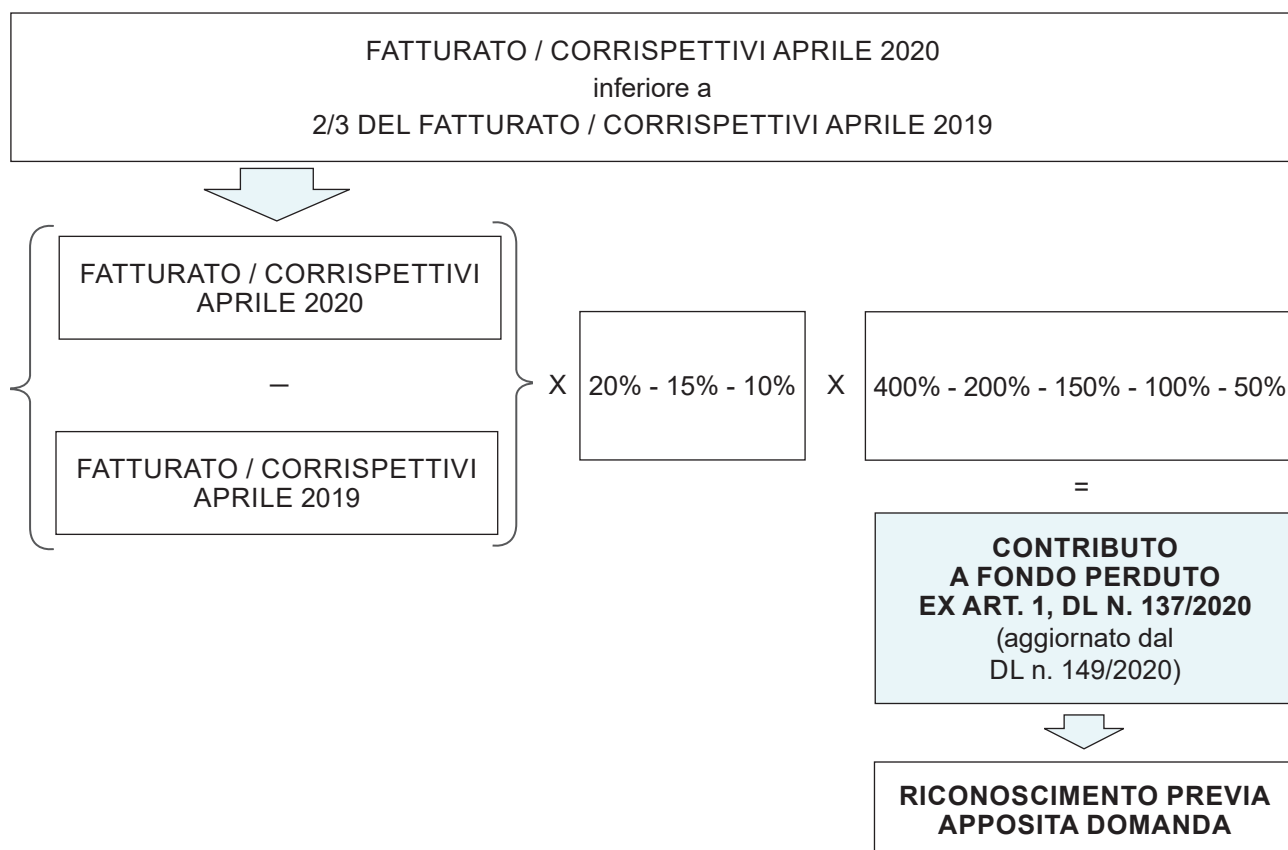 FATTURATO / CORRISPETTIVI APRILE 2020
inferiore a
2/3 DEL FATTURATO / CORRISPETTIVI APRILE 2019
FATTURATO / CORRISPETTIVI
APRILE 2020
–
FATTURATO / CORRISPETTIVI
APRILE 2019
X
20% - 15% - 10%
X
400% - 200% - 150% - 100% - 50%
=
CONTRIBUTO
A FONDO PERDUTO
EX ART. 1, DL N. 137/2020
(aggiornato dal
DL n. 149/2020)
RICONOSCIMENTO PREVIA
APPOSITA DOMANDA